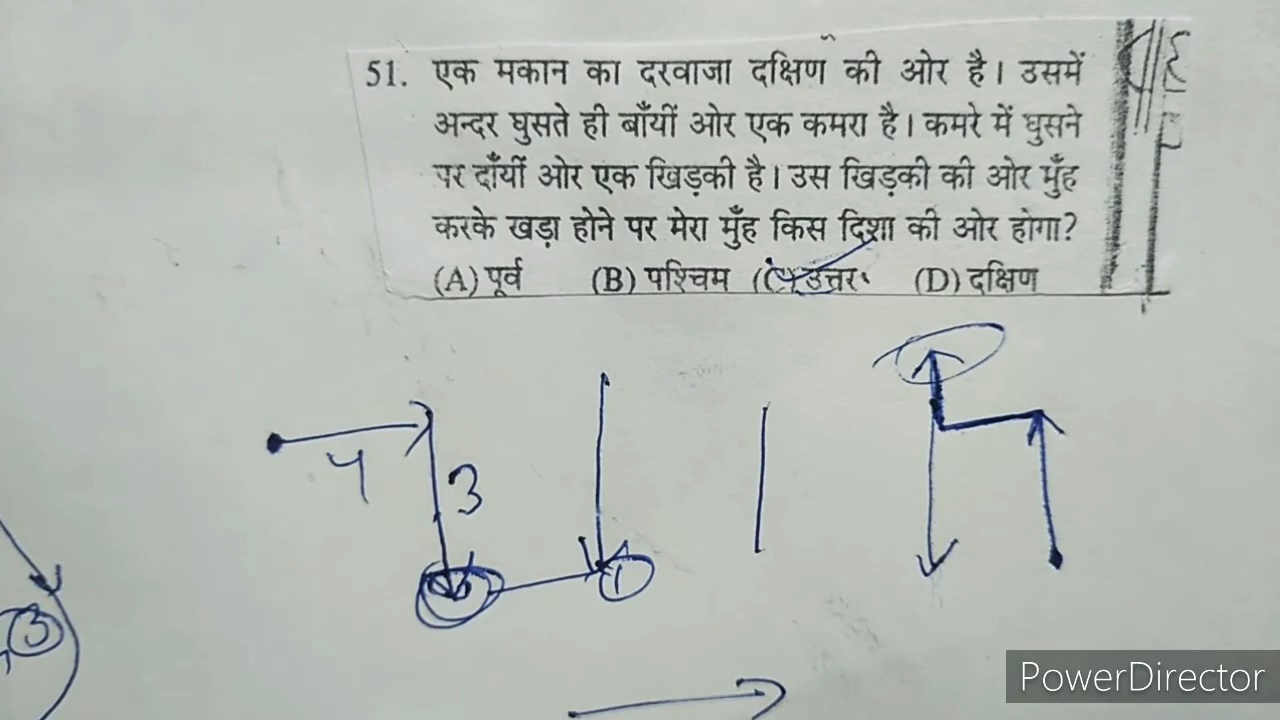 51. एक मकान का दरवाजा दक्षिण की ओर है। उसमें
अन्दर घुसते ही बाँयीं ओर एक कमरा है। कमरे में घुसने
पर दाँयीं ओर एक खिड़की है। उस खिड़की की ओर मुँह
करके खड़ा होने पर मेरा मुँह किस दिशा की ओर होगा?
(A) पूर्व (B) पश्चिम (C) उत्तर (D) दक्षिण
4
3
1
3
PowerDirector